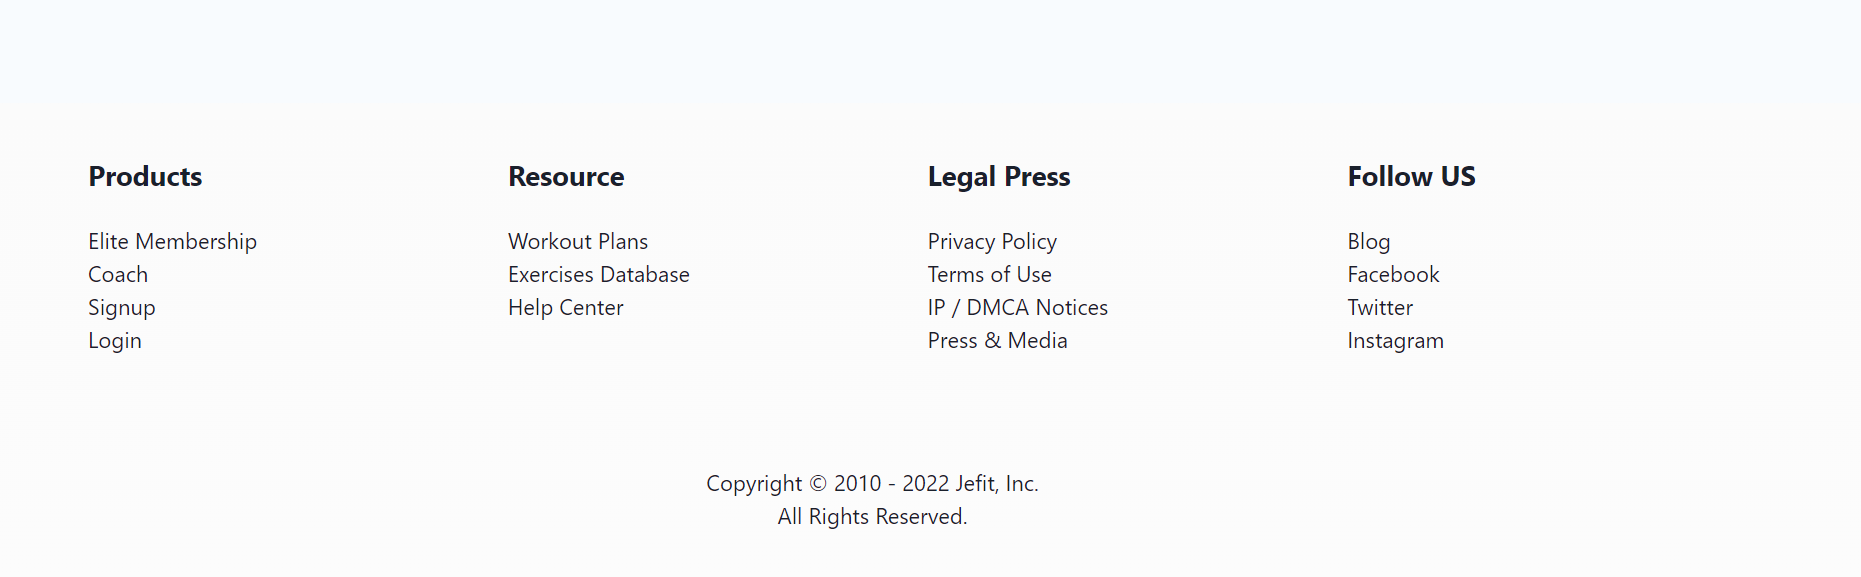 Products
Elite Membership
Coach
Signup
Login
Resource
Workout Plans
Exercises Database
Help Center
Legal Press
Privacy Policy
Terms of Use
IP / DMCA Notices
Press & Media
Follow US
Blog
Facebook
Twitter
Instagram
Copyright © 2010 - 2022 Jefit, Inc.
All Rights Reserved.